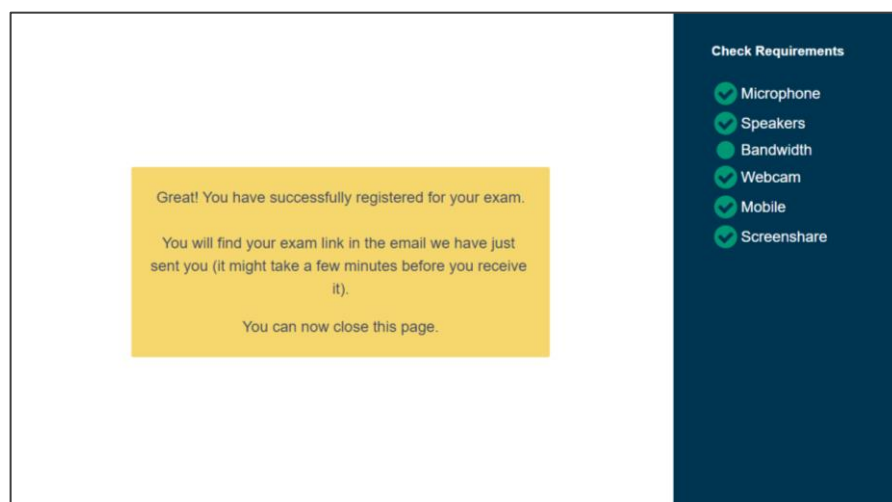 Great! You have successfully registered for your exam.
You will find your exam link in the email we have just
sent you (it might take a few minutes before you receive
it).
You can now close this page.
Check Requirements
Microphone
Speakers
Bandwidth
Webcam
Mobile
Screenshare